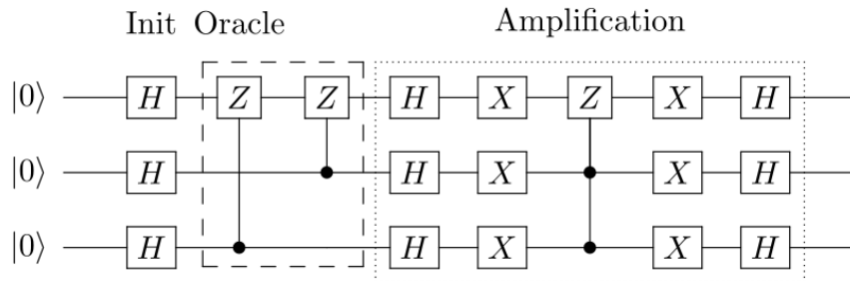 Init Oracle Amplification
|0⟩ H Z Z H X Z X H
|0⟩ H H X X H
|0⟩ H H X X H